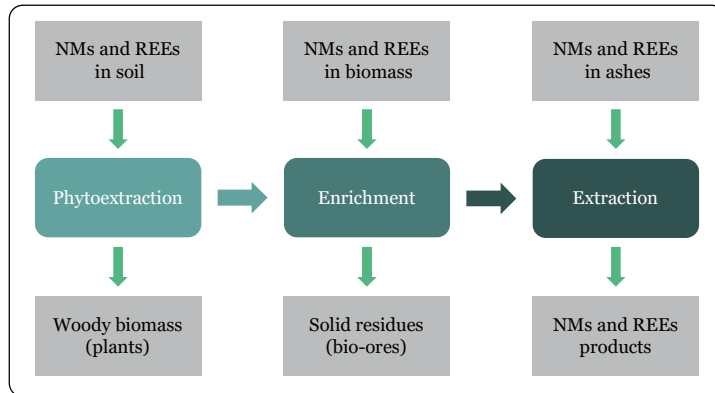 NMs and REEs
in soil
NMs and REEs
in biomass
NMs and REEs
in ashes
Phytoextraction
Enrichment
Extraction
Woody biomass
(plants)
Solid residues
(bio-ores)
NMs and REEs
products